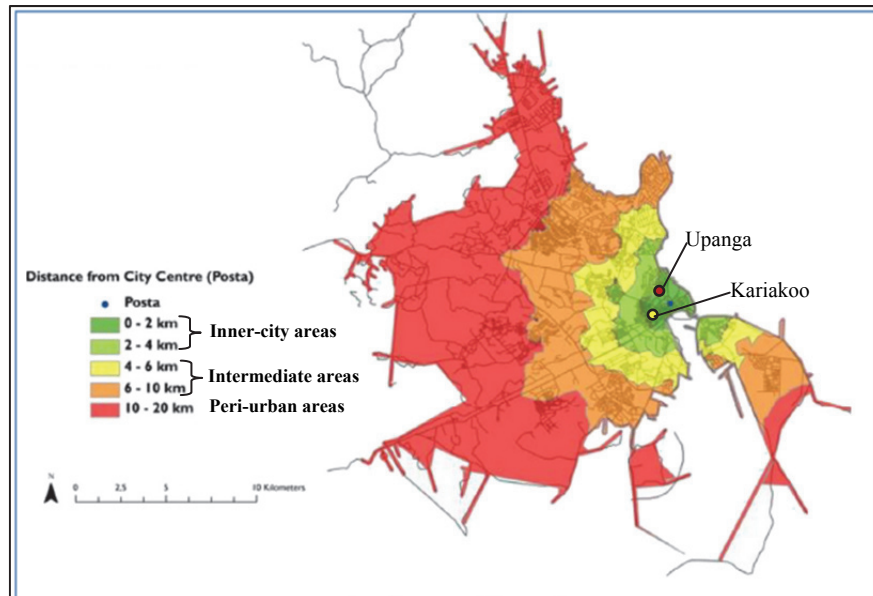 Upanga
Kariakoo
Distance from City Centre (Posta)
Posta
0 - 2 km
Inner-city areas
2 - 4 km
4 - 6 km
Intermediate areas
6 - 10 km
10 - 20 km Peri-urban areas
N
0 2.5 5 10 Kilometers